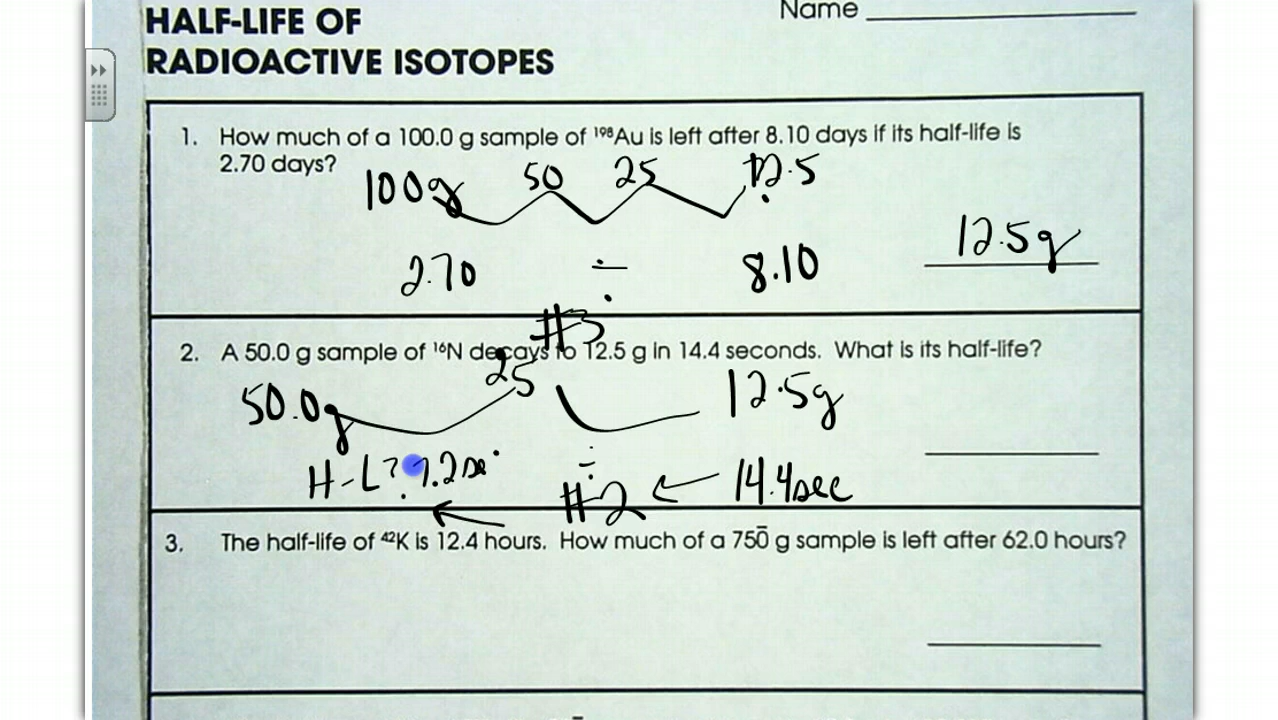 HALF-LIFE OF
RADIOACTIVE ISOTOPES
Name
1. How much of a 100.0 g sample of ¹⁹⁸Au is left after 8.10 days if its half-life is
2.70 days?
100g 50 25 12.5
12.5g
2.70 ÷ 8.10
#3
2. A 50.0 g sample of ¹⁶N decays to 12.5 g in 14.4 seconds. What is its half-life?
50.0g 25 12.5g
H-L? 7.2 sec
÷
#2 ← 14.4sec
3. The half-life of ⁴²K is 12.4 hours. How much of a 750̄ g sample is left after 62.0 hours?